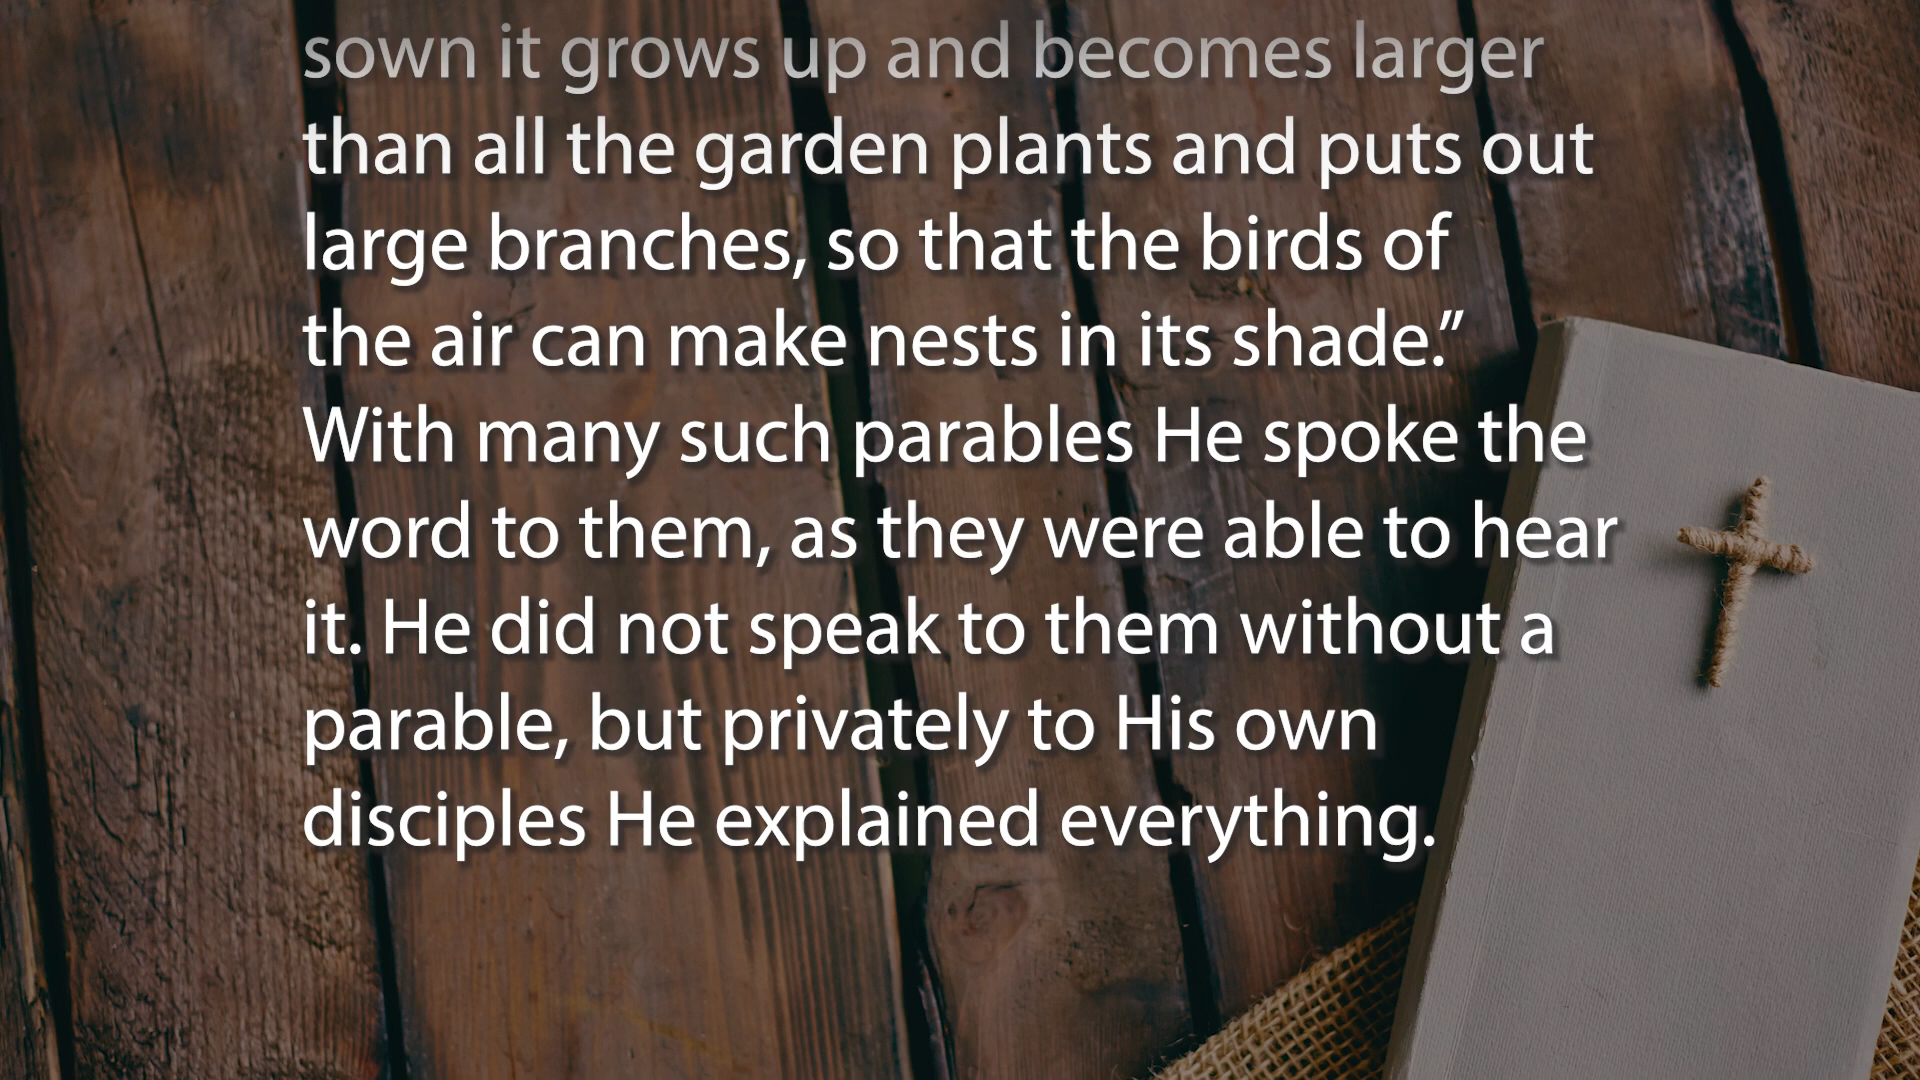 sown it grows up and becomes larger
than all the garden plants and puts out
large branches, so that the birds of
the air can make nests in its shade.”
With many such parables He spoke the
word to them, as they were able to hear
it. He did not speak to them without a
parable, but privately to His own
disciples He explained everything.